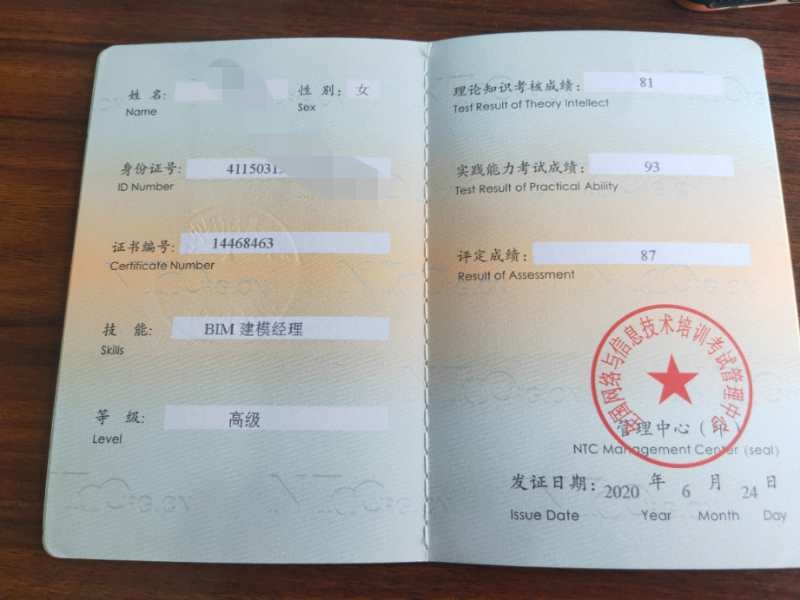 姓 名:
Name
性 别: 女
Sex
身份证号: 4115031
ID Number
证书编号: 14468463
Certificate Number
技 能: BIM 建模经理
Skills
等 级: 高级
Level
理论知识考核成绩: 81
Test Result of Theory Intellect
实践能力考试成绩: 93
Test Result of Practical Ability
评定成绩: 87
Result of Assessment
全国网络与信息技术培训考试管理中心
管理中心(印)
NTC Management Center (seal)
发证日期: 2020 年 6 月 24 日
Issue Date Year Month Day